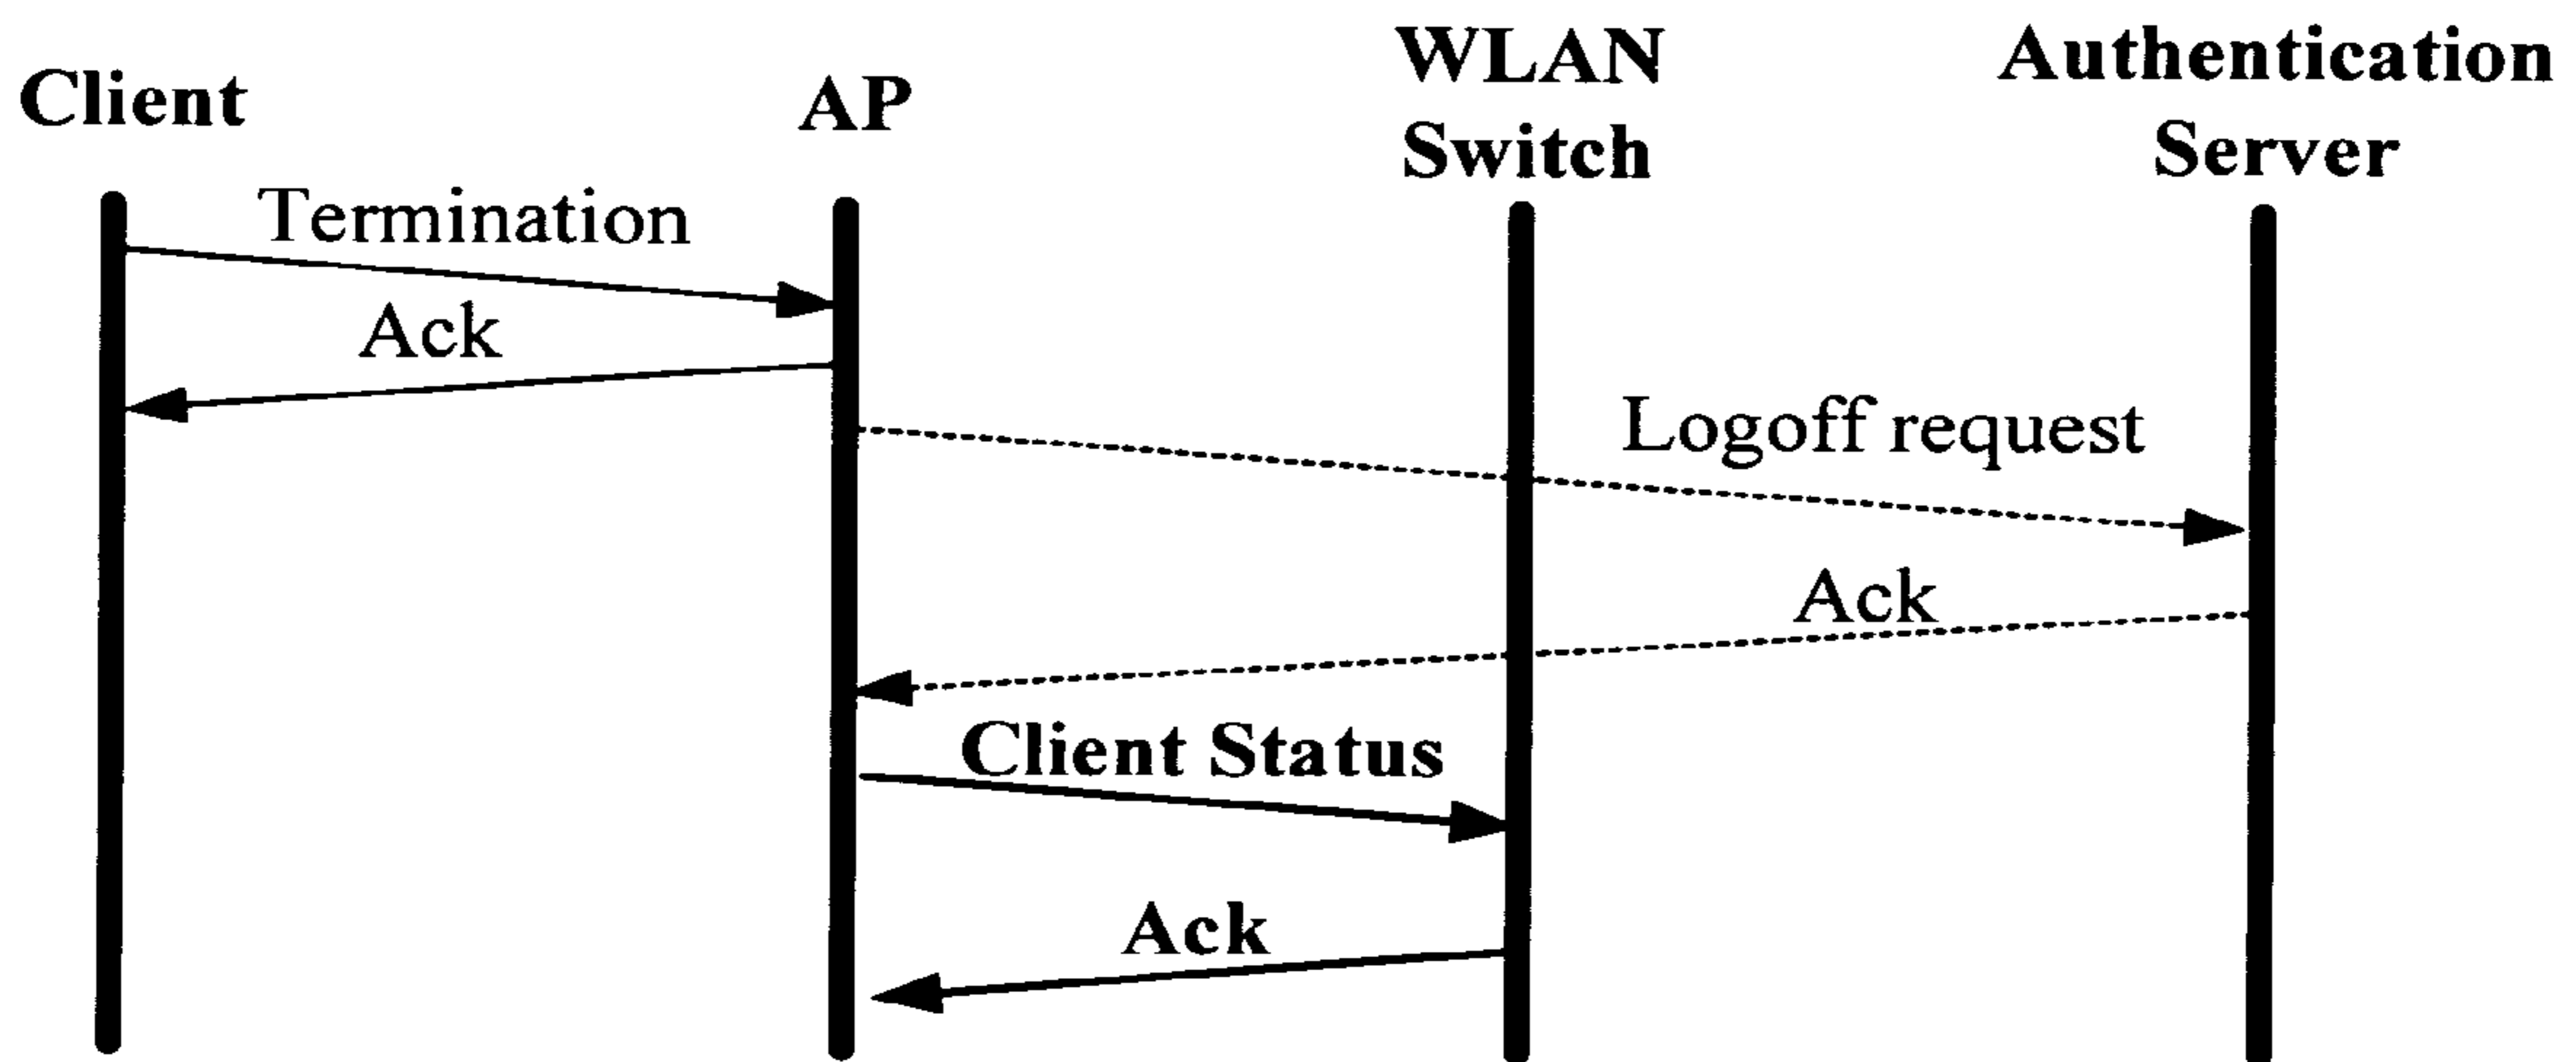 Client
AP
WLAN
Switch
Authentication
Server
Termination
Ack
Logoff request
Ack
Client Status
Ack